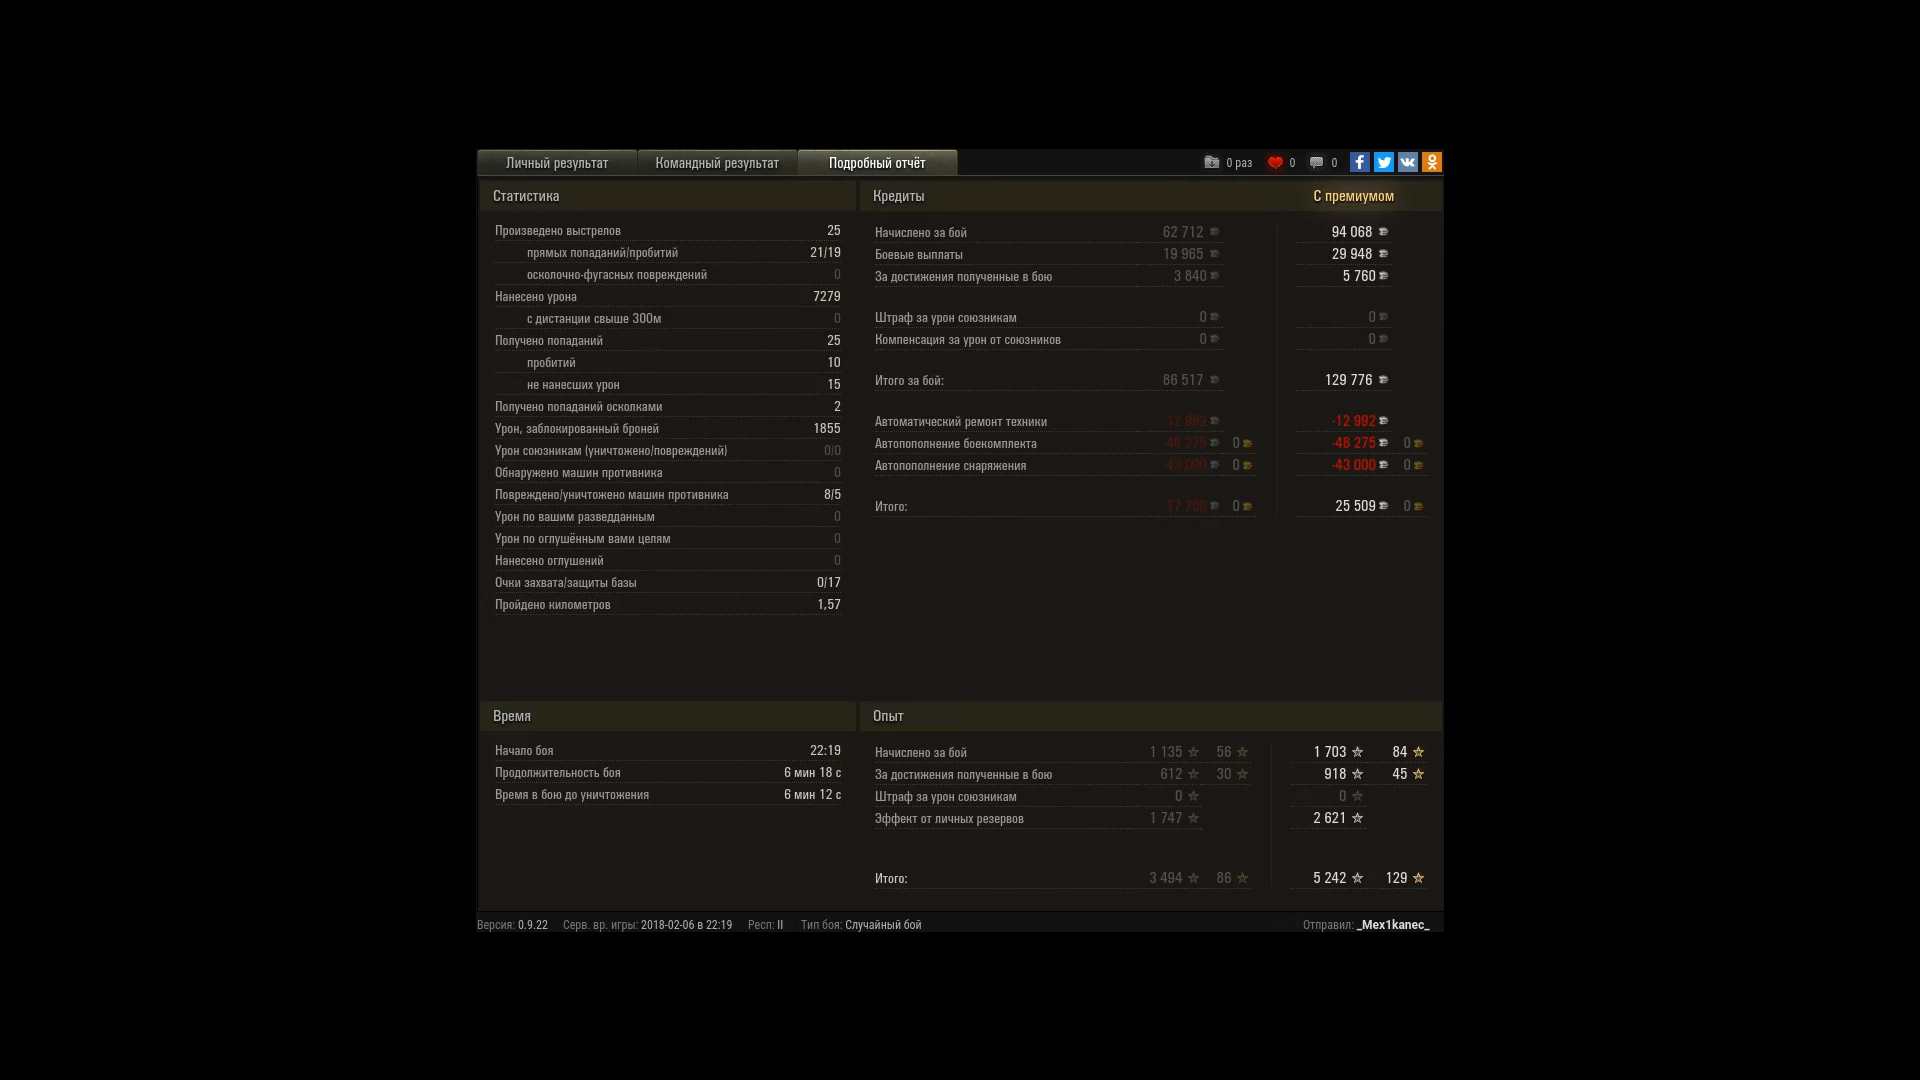 Личный результат Командный результат Подробный отчёт 0 раз 0 0
Статистика
Произведено выстрелов 25
прямых попаданий/пробитий 21/19
осколочно-фугасных повреждений 0
Нанесено урона 7279
с дистанции свыше 300м 0
Получено попаданий 25
пробитий 10
не нанесших урон 15
Получено попаданий осколками 2
Урон, заблокированный броней 1855
Урон союзникам (уничтожено/повреждений) 0/0
Обнаружено машин противника 0
Повреждено/уничтожено машин противника 8/5
Урон по вашим разведданным 0
Урон по оглушённым вами целям 0
Нанесено оглушений 0
Очки захвата/защиты базы 0/17
Пройдено километров 1,57
Кредиты С премиумом
Начислено за бой 62 712 94 068
Боевые выплаты 19 965 29 948
За достижения полученные в бою 3 840 5 760
Штраф за урон союзникам 0 0
Компенсация за урон от союзников 0 0
Итого за бой: 86 517 129 776
Автоматический ремонт техники -12 992 -12 992
Автопополнение боекомплекта -48 275 0 -48 275 0
Автопополнение снаряжения -43 000 0 -43 000 0
Итого: 0 25 509 0
Время
Начало боя 22:19
Продолжительность боя 6 мин 18 с
Время в бою до уничтожения 6 мин 12 с
Опыт
Начислено за бой 1 135 56 1 703 84
За достижения полученные в бою 612 30 918 45
Штраф за урон союзникам 0 0
Эффект от личных резервов 1 747 2 621
Итого: 3 494 86 5 242 129
Версия: 0.9.22 Серв. вр. игры: 2018-02-06 в 22:19 Респ: II Тип боя: Случайный бой Отправил: _Mex1kanec_